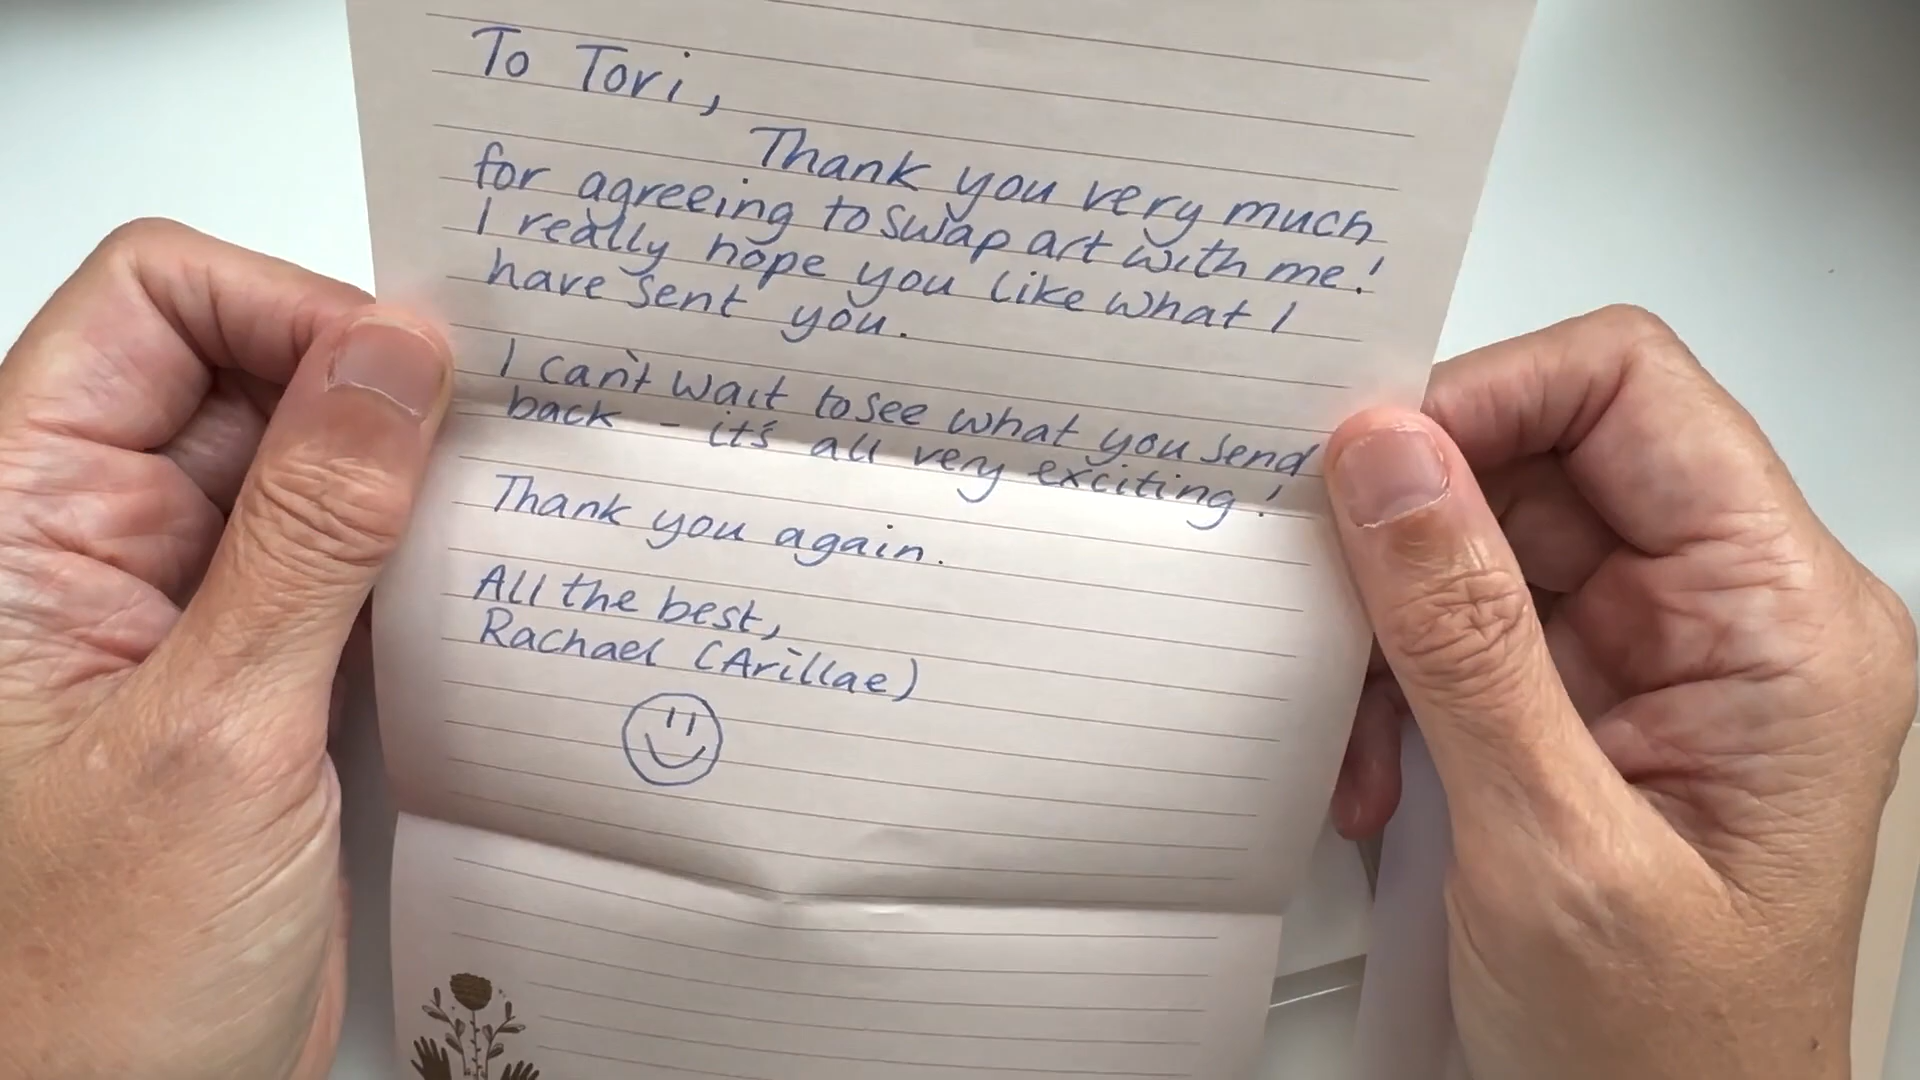 To Tori,
Thank you very much
for agreeing to swap art with me!
I really hope you like what I
have sent you.
I can't wait to see what you send
back - it's all very exciting!
Thank you again.
All the best,
Rachael (Arillae)